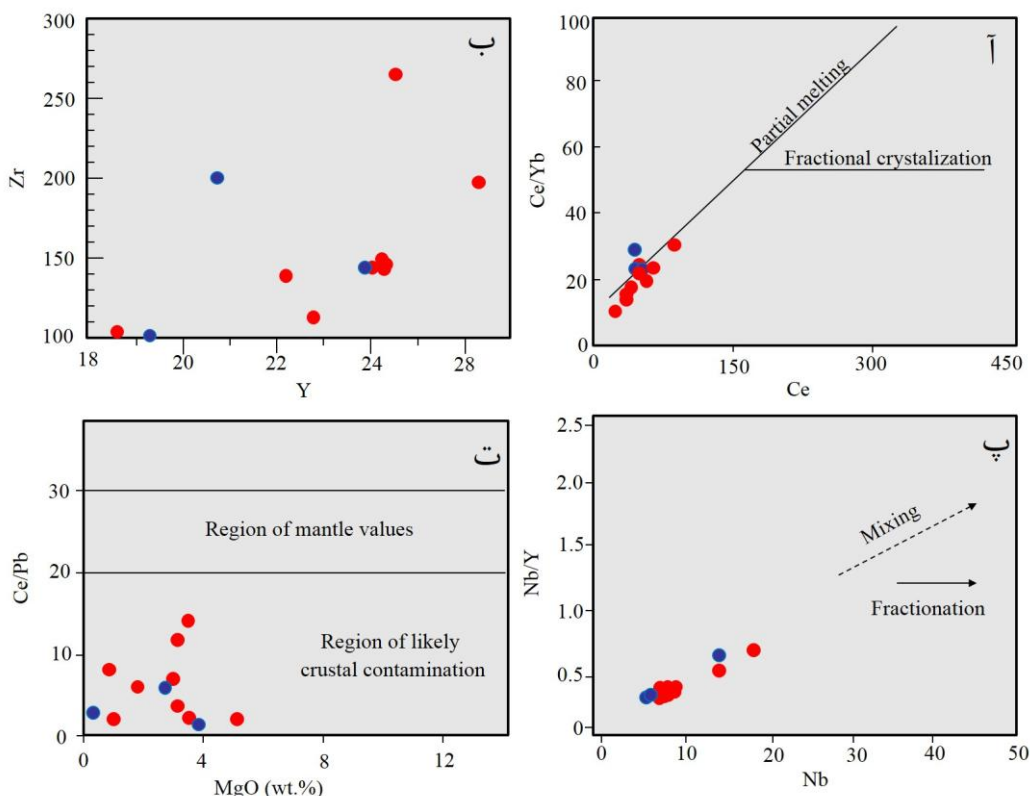 ب
300
250
200
150
100
Zr
18
20
22
24
28
Y
آ
100
80
60
40
20
0
Ce/Yb
Partial melting
Fractional crystalization
0
150
300
450
Ce
ت
30
20
10
0
Ce/Pb
Region of mantle values
Region of likely
crustal contamination
0
4
8
12
MgO (wt.%)
پ
2.5
2.0
1.5
1.0
0.5
0
Nb/Y
Mixing
Fractionation
0
10
20
30
40
50
Nb